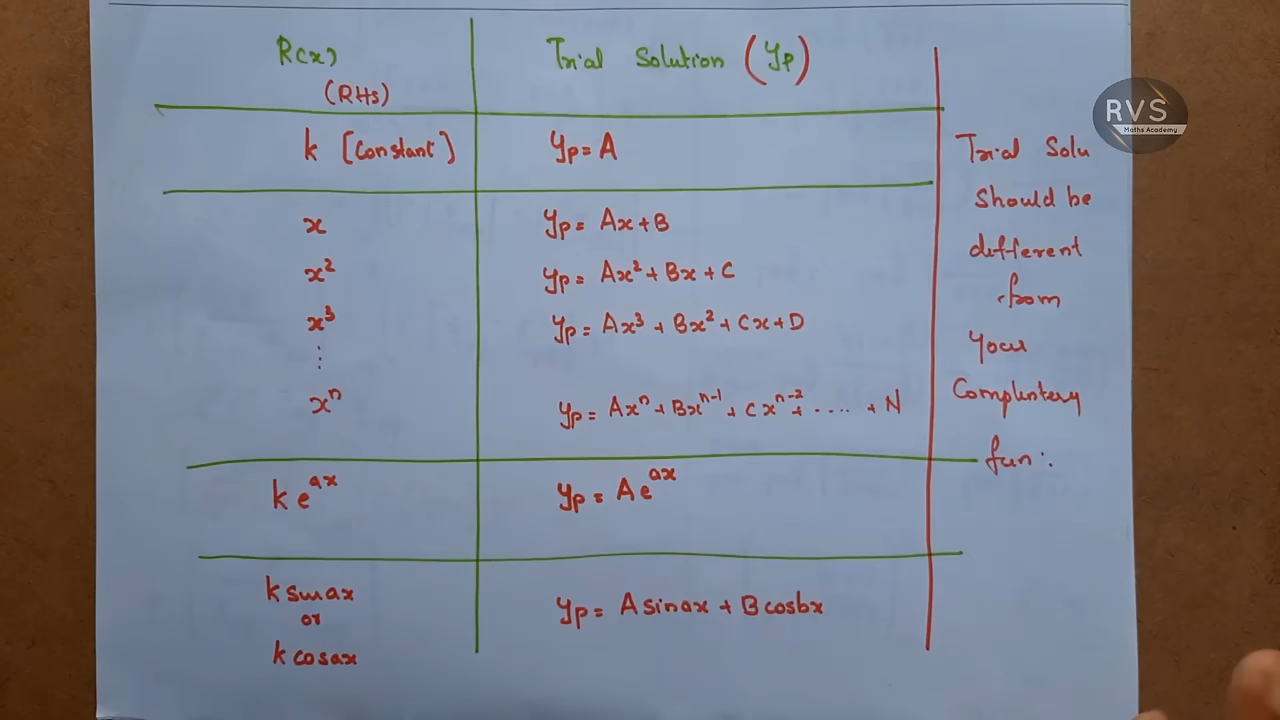 R(x) Trial Solution (yp)
(RHS)
k [Constant] yp = A
x yp = Ax + B
x² yp = Ax² + Bx + C
x³ yp = Ax³ + Bx² + Cx + D
⋮
xⁿ yp = Axⁿ + Bxⁿ⁻¹ + Cxⁿ⁻² + .... + N
k e^ax yp = A e^ax
k sinax
or
k cosax
yp = A sinax + B cosbx
Trial Solu
Should be
different
from
your
Complintery
fun:
RVS
Maths Academy